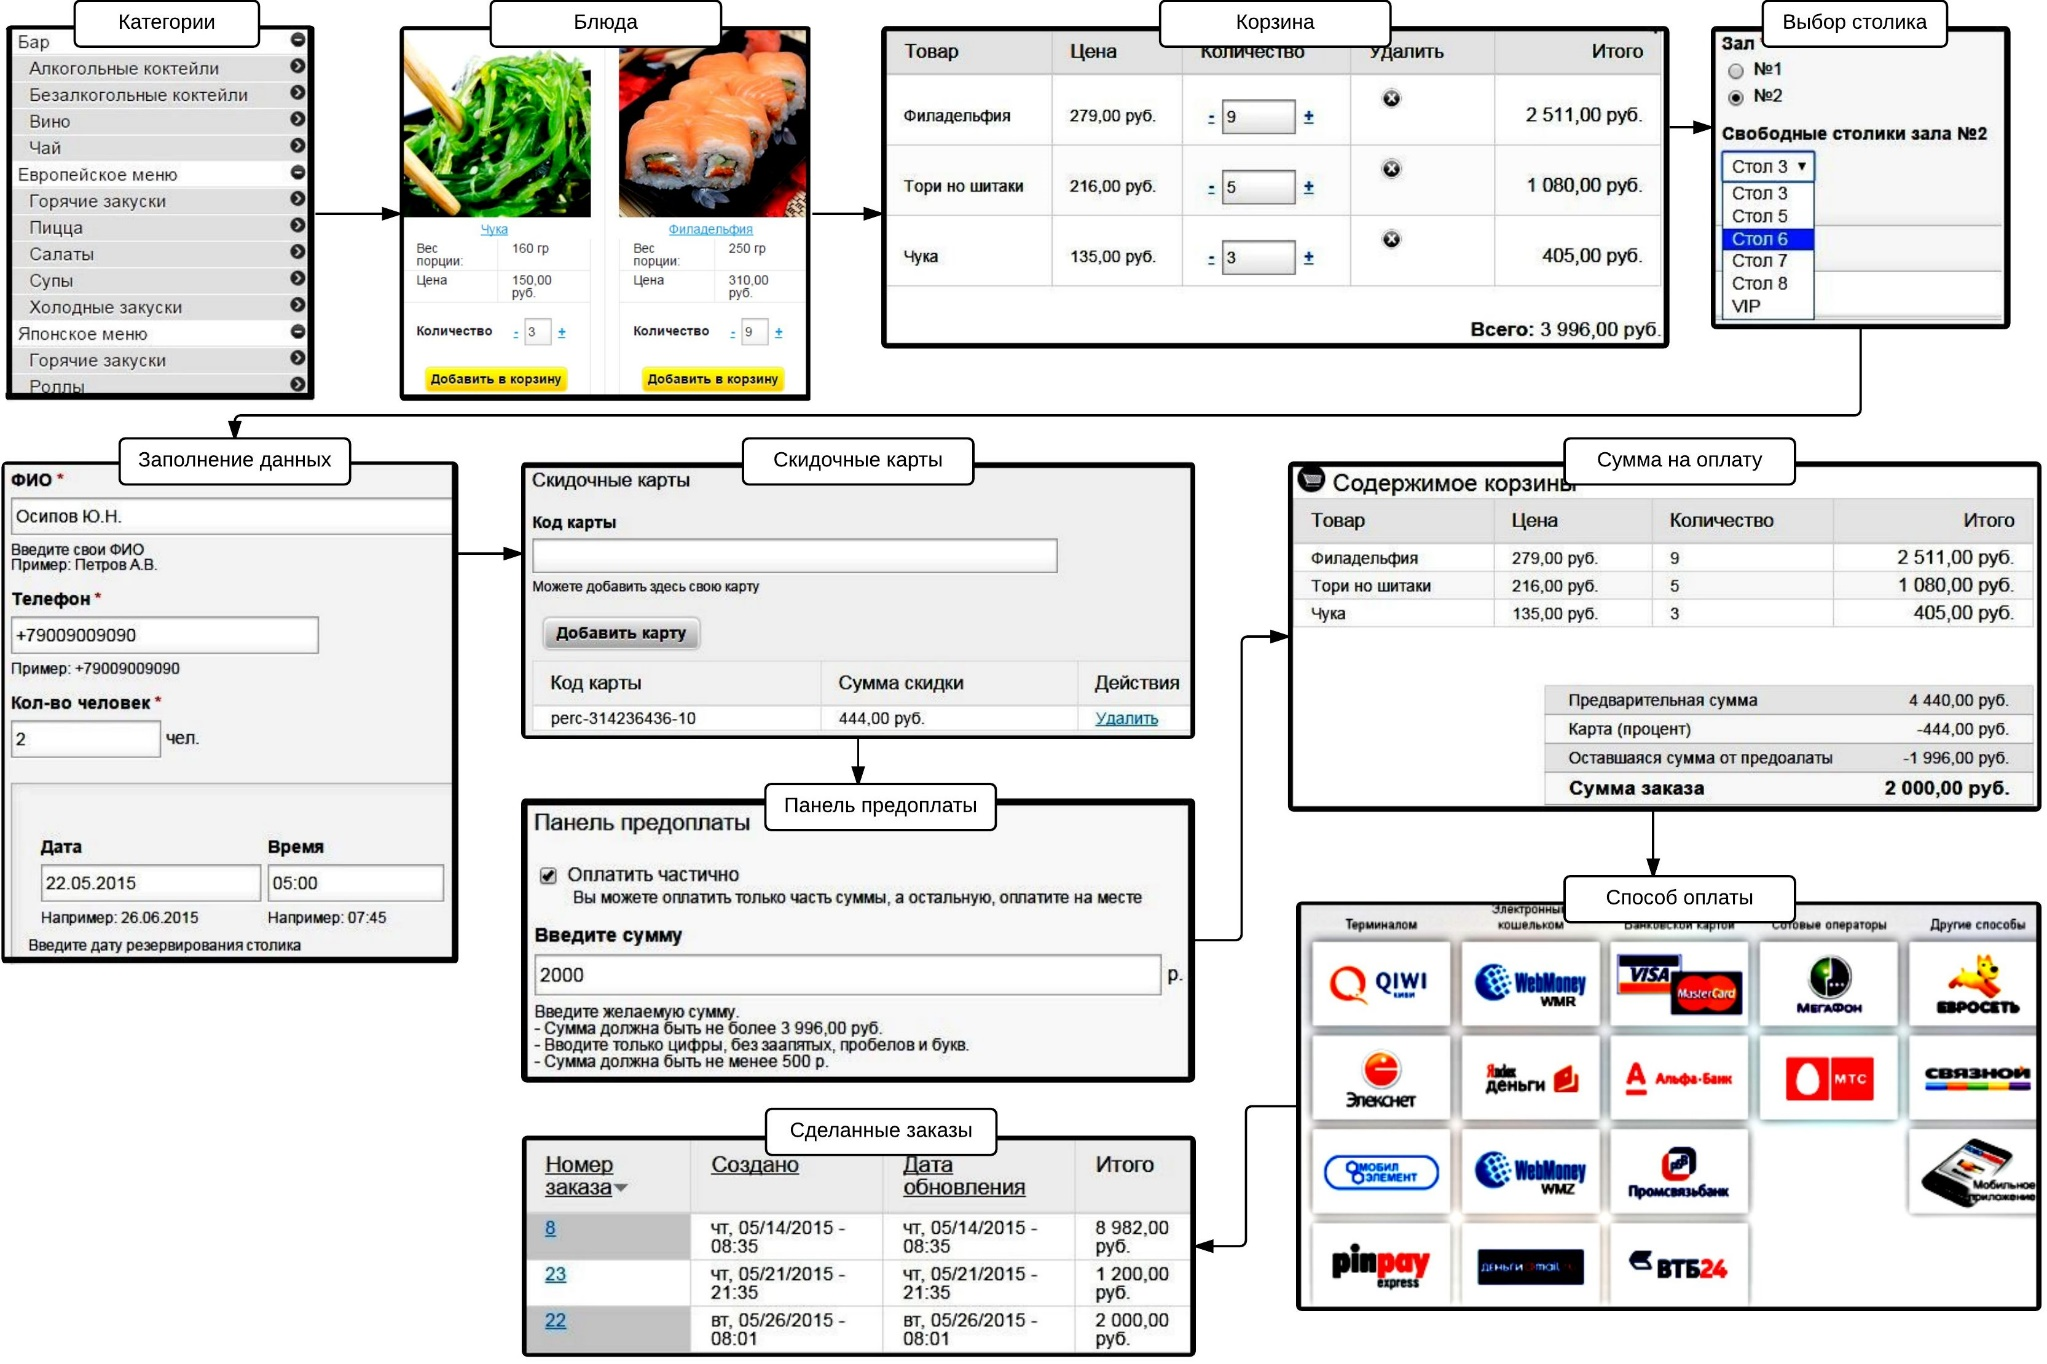 Категории
Бар
Алкогольные коктейли
Безалкогольные коктейли
Вино
Чай
Европейское меню
Горячие закуски
Пицца
Салаты
Супы
Холодные закуски
Японское меню
Горячие закуски
Роллы
Блюда
Чука
Вес порции: 160 гр
Цена 150,00 руб.
Количество - 3 +
Добавить в корзину
Филадельфия
Вес порции: 250 гр
Цена 310,00 руб.
Количество - 9 +
Добавить в корзину
Корзина
Товар Цена Количество Удалить Итого
Филадельфия 279,00 руб. - 9 + 2 511,00 руб.
Тори но шитаки 216,00 руб. - 5 + 1 080,00 руб.
Чука 135,00 руб. - 3 + 405,00 руб.
Всего: 3 996,00 руб.
Выбор столика
Зал
№1
№2
Свободные столики зала №2
Стол 3 ▼
Стол 3
Стол 5
Стол 6
Стол 7
Стол 8
VIP
Заполнение данных
ФИО *
Осипов Ю.Н.
Введите свои ФИО
Пример: Петров А.В.
Телефон *
+79009009090
Пример: +79009009090
Кол-во человек *
2 чел.
Дата Время
22.05.2015 05:00
Например: 26.06.2015 Например: 07:45
Введите дату резервирования столика
Скидочные карты
Скидочные карты
Код карты
Можете добавить здесь свою карту
Добавить карту
Код карты Сумма скидки Действия
perc-314236436-10 444,00 руб. Удалить
Панель предоплаты
Панель предоплаты
Оплатить частично
Вы можете оплатить только часть суммы, а остальную, оплатите на месте
Введите сумму
2000 р.
Введите желаемую сумму.
- Сумма должна быть не более 3 996,00 руб.
- Вводите только цифры, без заапятых, пробелов и букв.
- Сумма должна быть не менее 500 р.
Сумма на оплату
Содержимое корзины
Товар Цена Количество Итого
Филадельфия 279,00 руб. 9 2 511,00 руб.
Тори но шитаки 216,00 руб. 5 1 080,00 руб.
Чука 135,00 руб. 3 405,00 руб.
Предварительная сумма 4 440,00 руб.
Карта (процент) -444,00 руб.
Оставшаяся сумма от предоалаты -1 996,00 руб.
Сумма заказа 2 000,00 руб.
Способ оплаты
Терминалом Электронным кошельком Банковской картой Сотовые операторы Другие способы
QIWI КИВИ WebMoney WMR VISA MasterCard МЕГАФОН ЕВРОСЕТЬ
Элекснет Яndex деньги Альфа·Банк МТС СВЯЗНОЙ
МОБИЛ ЭЛЕМЕНТ WebMoney WMZ Промсвязьбанк Мобильное приложение
pinpay express деньги@mail ВТБ24
Сделанные заказы
Номер заказа Создано Дата обновления Итого
8 чт, 05/14/2015 - 08:35 чт, 05/14/2015 - 08:35 8 982,00 руб.
23 чт, 05/21/2015 - 21:35 чт, 05/21/2015 - 21:35 1 200,00 руб.
22 вт, 05/26/2015 - 08:01 вт, 05/26/2015 - 08:01 2 000,00 руб.